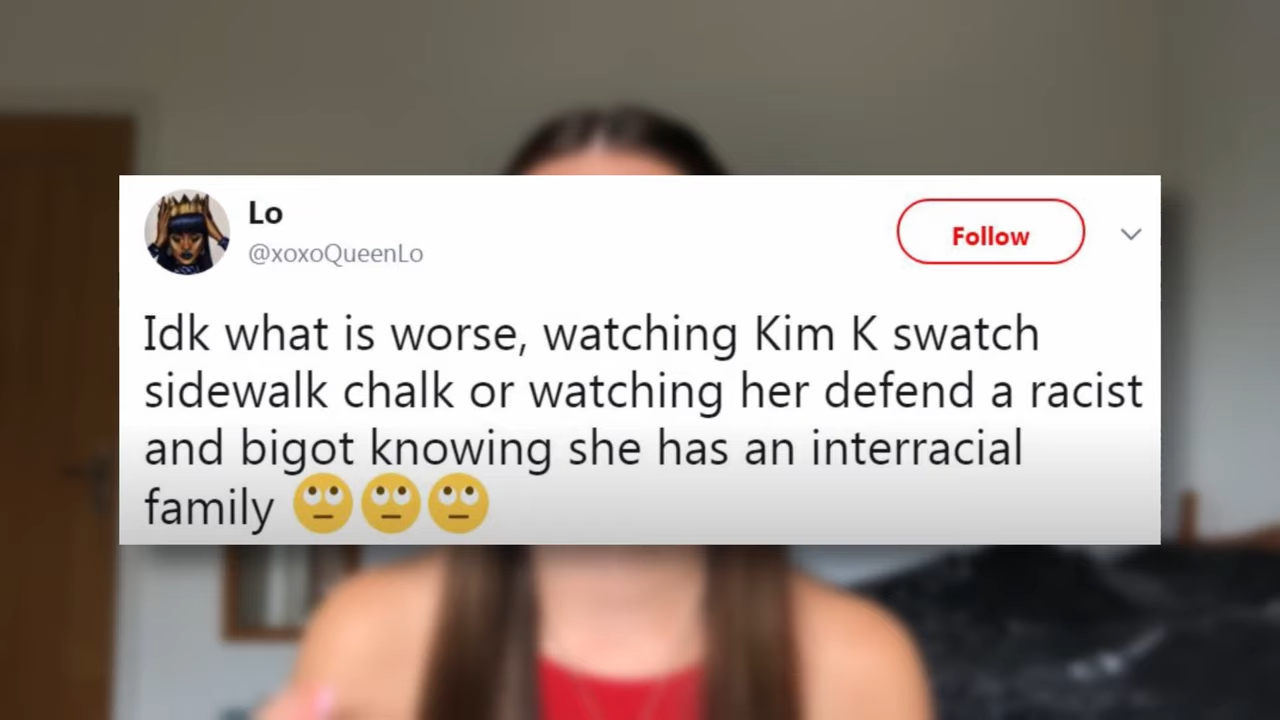 Lo
@xoxoQueenLo
Follow
Idk what is worse, watching Kim K swatch
sidewalk chalk or watching her defend a racist
and bigot knowing she has an interracial
family 🙄🙄🙄